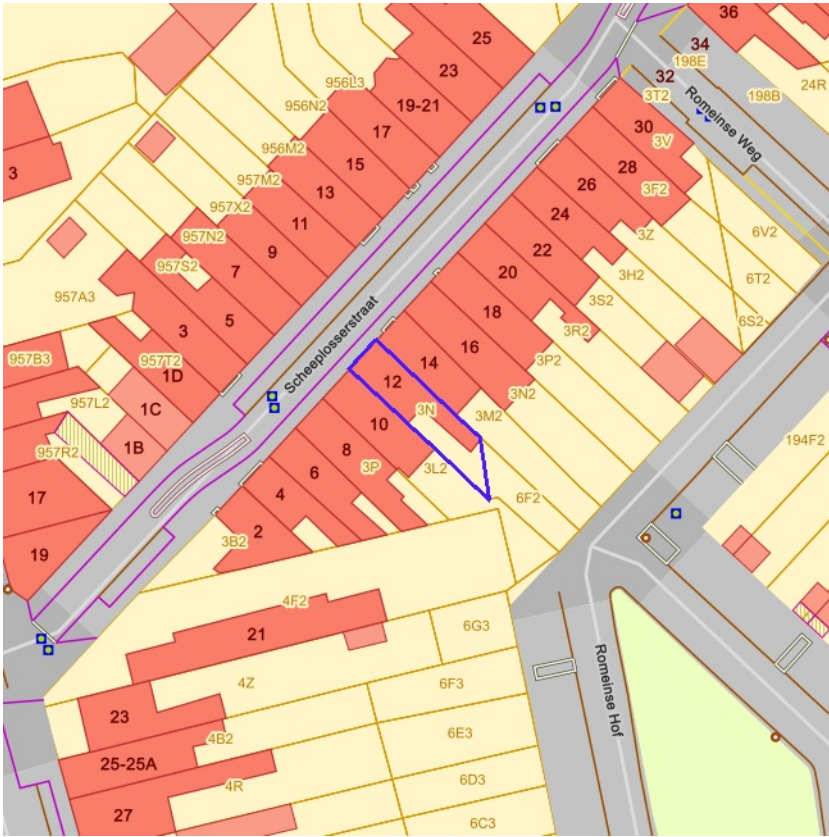 36
25
34
198E
23
956L3
32
24R
3T2
198B
956N2
19-21
Romeinse Weg
30
17
3V
956M2
15
28
3
957M2
26
3F2
13
957X2
24
11
3Z
6V2
957N2
22
9
957S2
20
3H2
7
6T2
957A3
3S2
18
Scheeplosserstraat
5
6S2
3
3R2
16
957B3
957T2
14
3P2
1D
12
3N2
957L2
1C
3N
3M2
10
1B
194F2
957R2
8
3L2
6
3P
17
4
6F2
2
3B2
19
4F2
6G3
21
4Z
6F3
Romeinse Hof
23
6E3
4B2
25-25A
6D3
4R
27
6C3